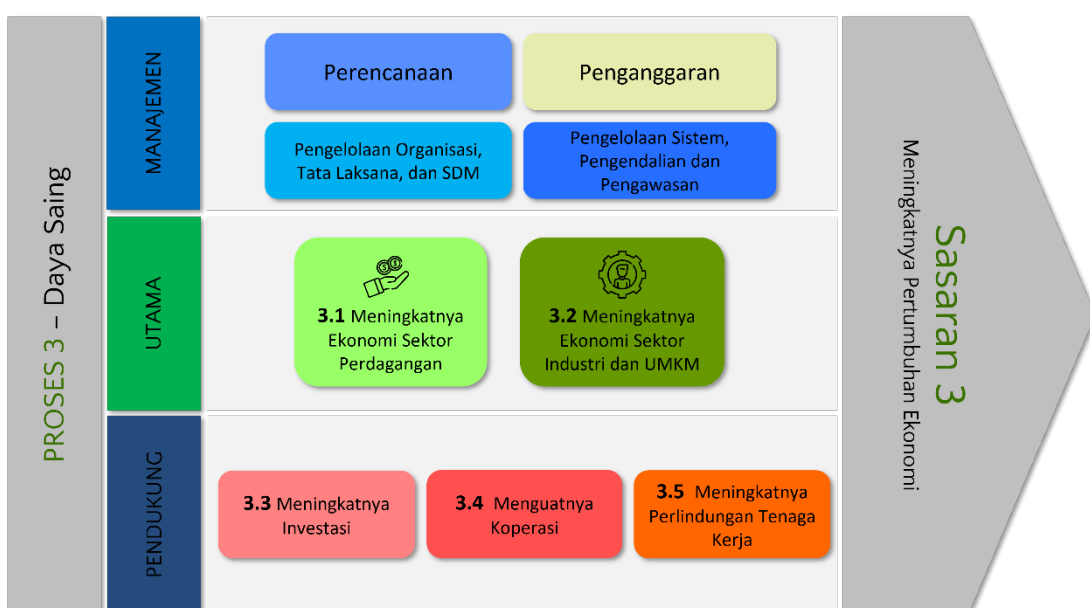 PROSES 3 – Daya Saing
MANAJEMEN
Perencanaan
Penganggaran
Pengelolaan Organisasi,
Tata Laksana, dan SDM
Pengelolaan Sistem,
Pengendalian dan
Pengawasan
UTAMA
3.1 Meningkatnya
Ekonomi Sektor
Perdagangan
3.2 Meningkatnya
Ekonomi Sektor
Industri dan UMKM
PENDUKUNG
3.3 Meningkatnya
Investasi
3.4 Menguatnya
Koperasi
3.5 Meningkatnya
Perlindungan Tenaga
Kerja
Sasaran 3
Meningkatnya Pertumbuhan Ekonomi